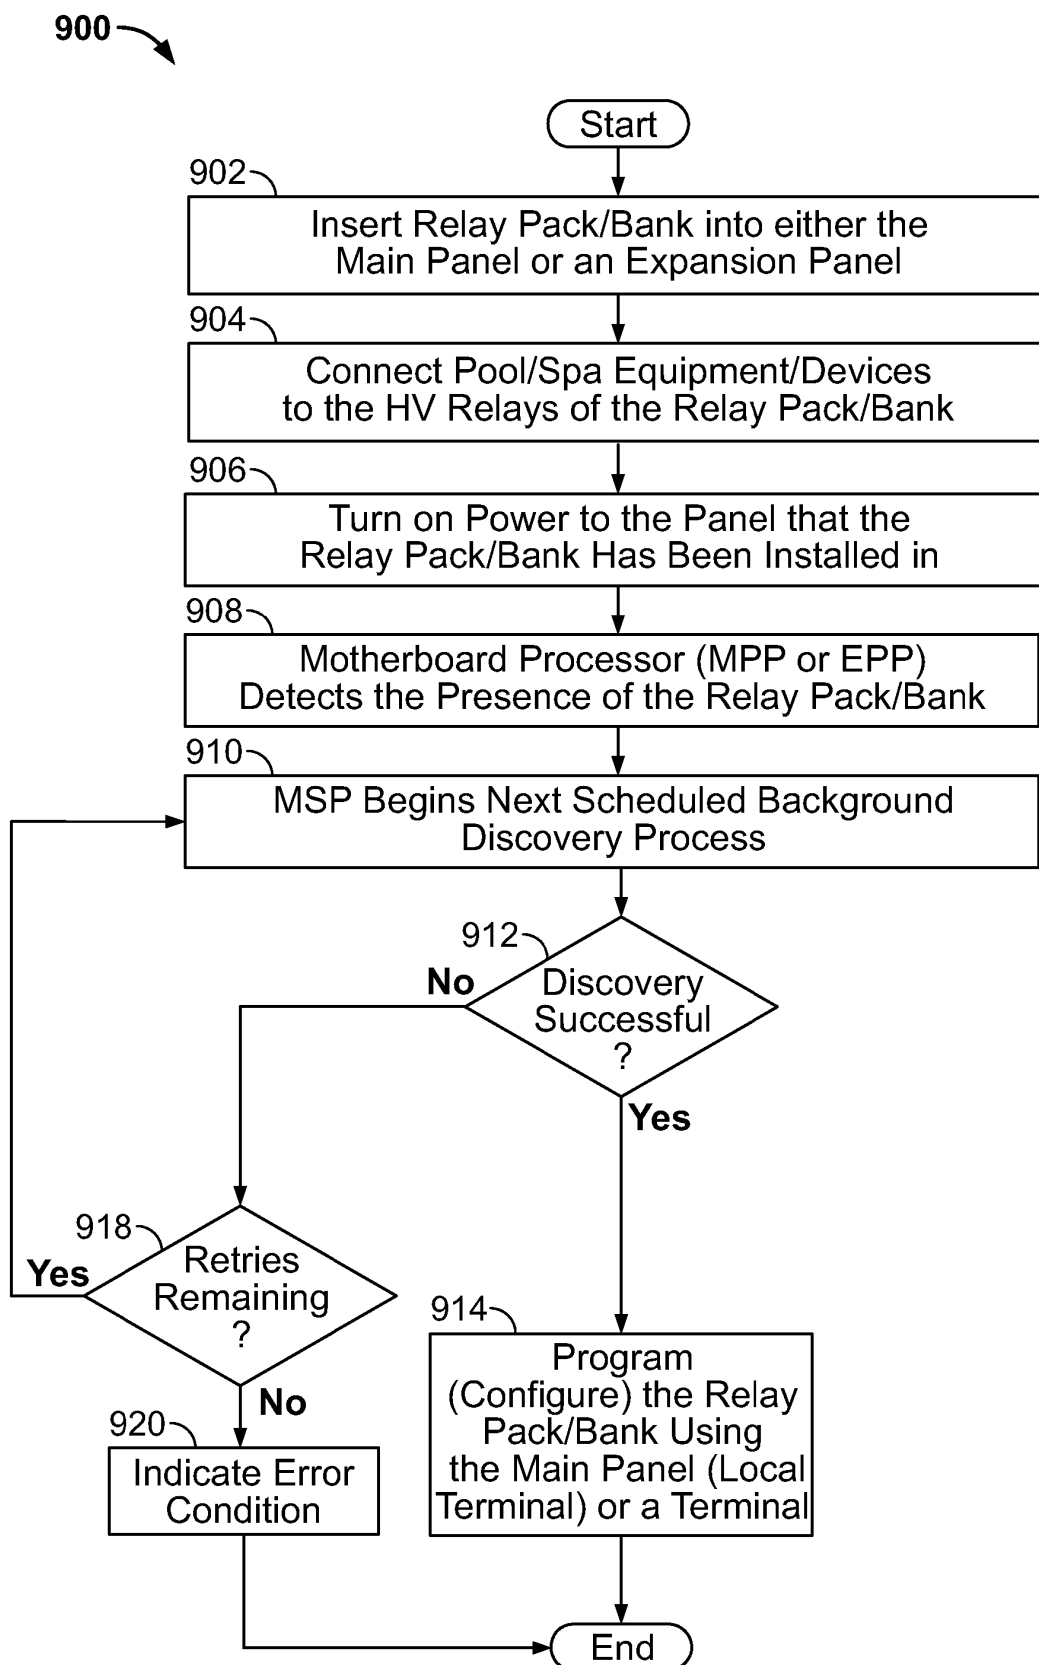 900
Start
902
Insert Relay Pack/Bank into either the
Main Panel or an Expansion Panel
904
Connect Pool/Spa Equipment/Devices
to the HV Relays of the Relay Pack/Bank
906
Turn on Power to the Panel that the
Relay Pack/Bank Has Been Installed in
908
Motherboard Processor (MPP or EPP)
Detects the Presence of the Relay Pack/Bank
910
MSP Begins Next Scheduled Background
Discovery Process
912
No
Discovery
Successful
?
Yes
918
Yes
Retries
Remaining
?
No
914
Program
(Configure) the Relay
Pack/Bank Using
the Main Panel (Local
Terminal) or a Terminal
920
Indicate Error
Condition
End